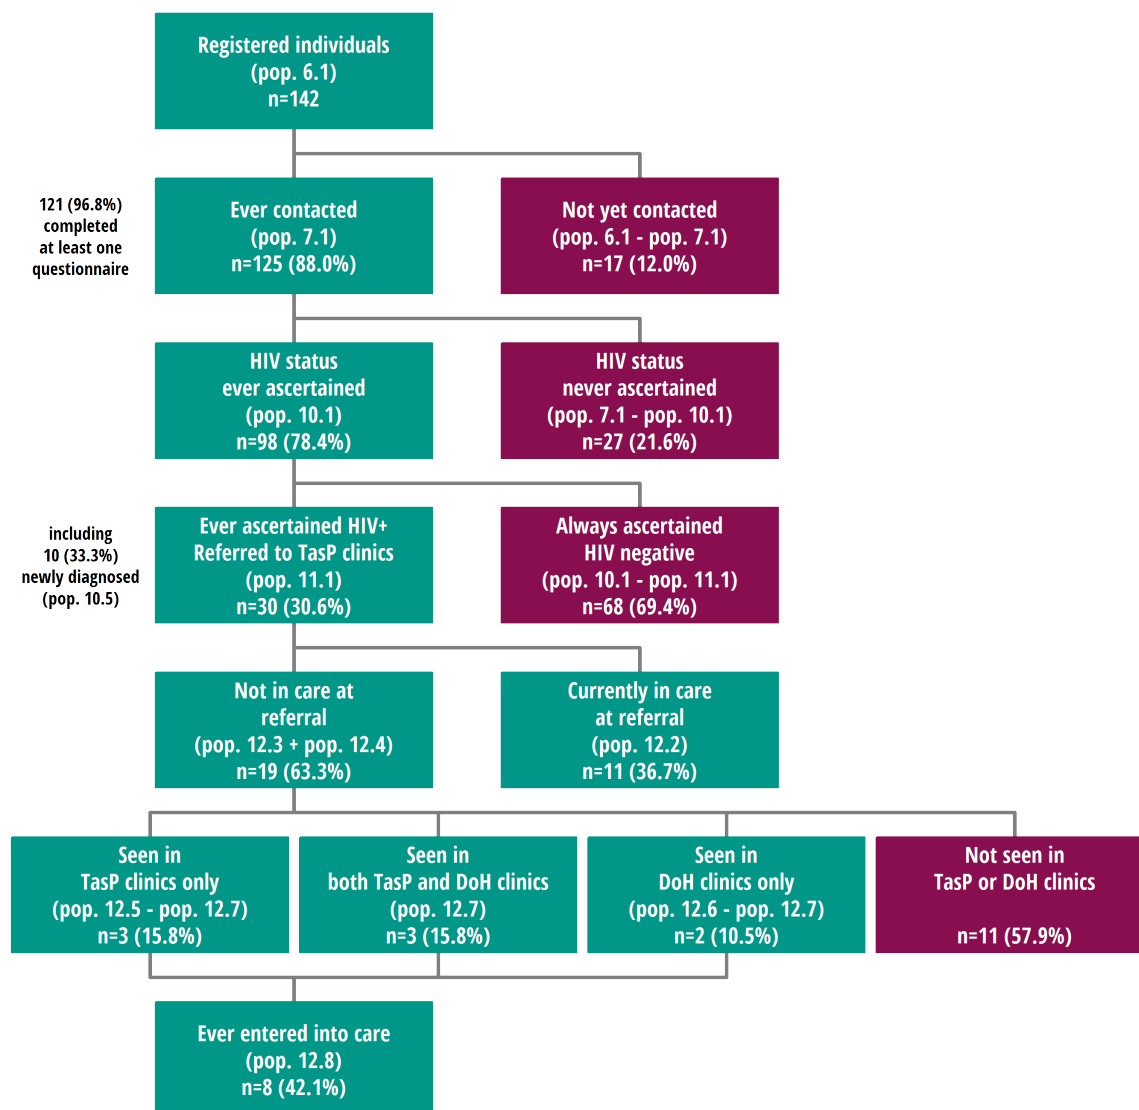 Registered individuals
(pop. 6.1)
n=142
121 (96.8%)
completed
at least one
questionnaire
Ever contacted
(pop. 7.1)
n=125 (88.0%)
Not yet contacted
(pop. 6.1 - pop. 7.1)
n=17 (12.0%)
HIV status
ever ascertained
(pop. 10.1)
n=98 (78.4%)
HIV status
never ascertained
(pop. 7.1 - pop. 10.1)
n=27 (21.6%)
including
10 (33.3%)
newly diagnosed
(pop. 10.5)
Ever ascertained HIV+
Referred to TasP clinics
(pop. 11.1)
n=30 (30.6%)
Always ascertained
HIV negative
(pop. 10.1 - pop. 11.1)
n=68 (69.4%)
Not in care at
referral
(pop. 12.3 + pop. 12.4)
n=19 (63.3%)
Currently in care
at referral
(pop. 12.2)
n=11 (36.7%)
Seen in
TasP clinics only
(pop. 12.5 - pop. 12.7)
n=3 (15.8%)
Seen in
both TasP and DoH clinics
(pop. 12.7)
n=3 (15.8%)
Seen in
DoH clinics only
(pop. 12.6 - pop. 12.7)
n=2 (10.5%)
Not seen in
TasP or DoH clinics
n=11 (57.9%)
Ever entered into care
(pop. 12.8)
n=8 (42.1%)